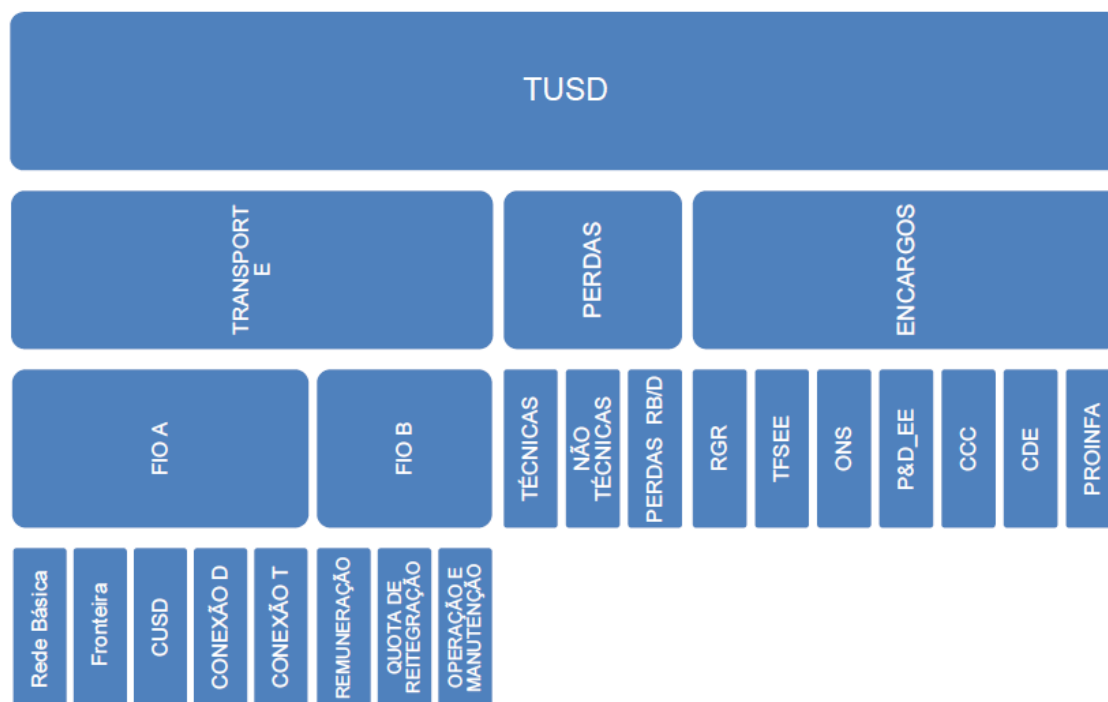 TUSD
TRANSPORT
E
PERDAS
ENCARGOS
FIO A
FIO B
TÉCNICAS
NÃO
TÉCNICAS
PERDAS RB/D
RGR
TFSEE
ONS
P&D_EE
CCC
CDE
PROINFA
Rede Básica
Fronteira
CUSD
CONEXÃO D
CONEXÃO T
REMUNERAÇÃO
QUOTA DE
REITEGRAÇÃO
OPERAÇÃO E
MANUTENÇÃO